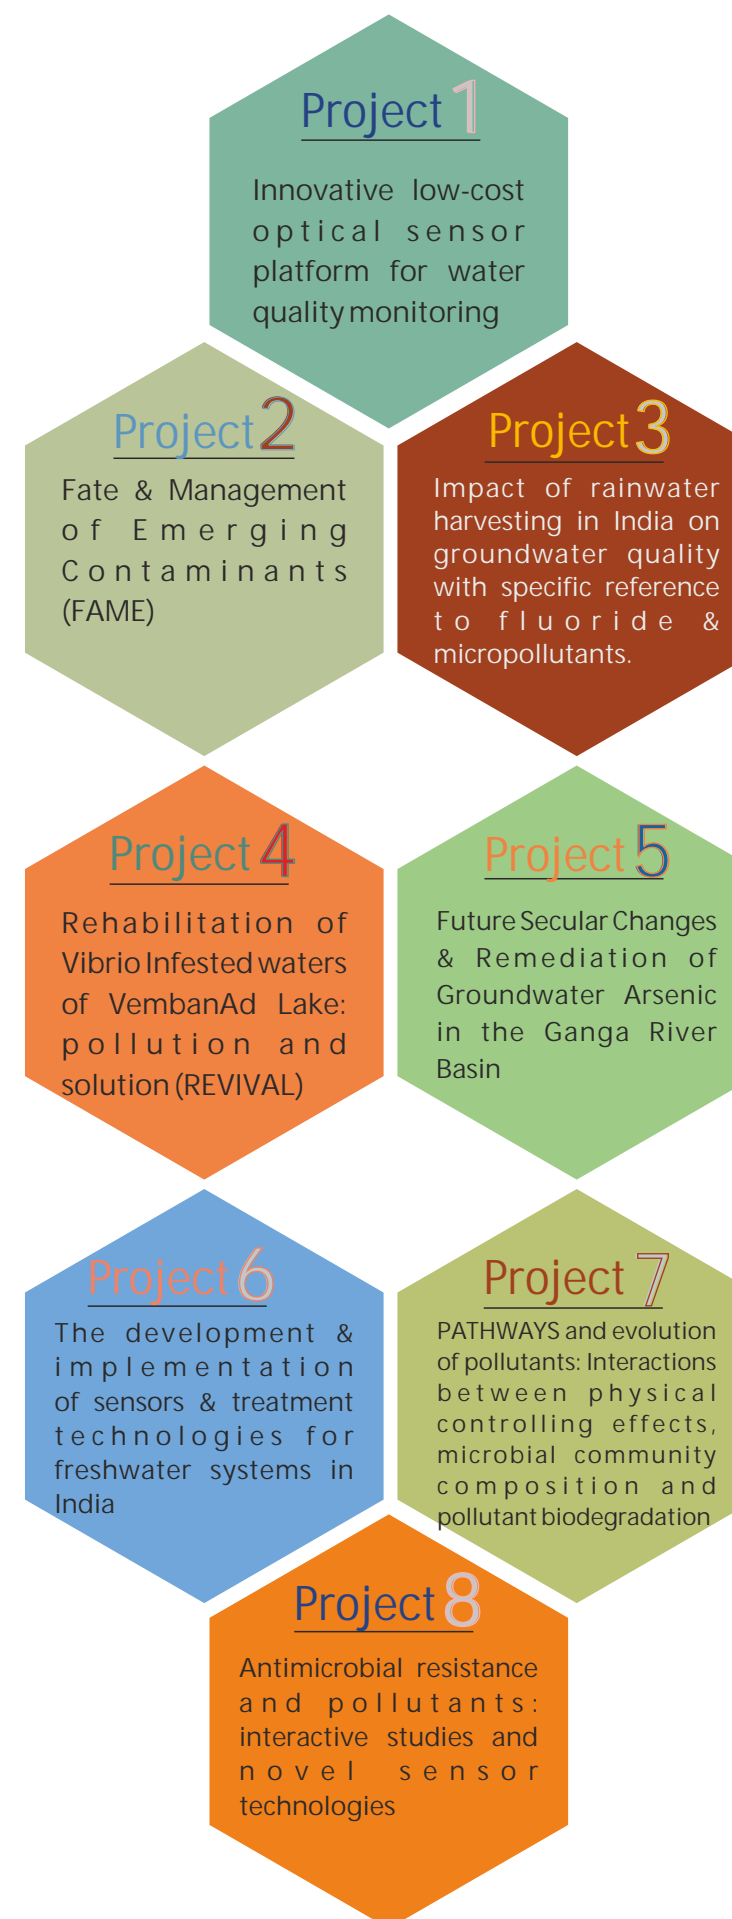 Project 1
Innovative low-cost
optical sensor
platform for water
quality monitoring
Project 2
Fate & Management
of Emerging
Contaminants
(FAME)
Project 3
Impact of rainwater
harvesting in India on
groundwater quality
with specific reference
to fluoride &
micropollutants.
Project 4
Rehabilitation of
Vibrio Infested waters
of VembanAd Lake:
pollution and
solution (REVIVAL)
Project 5
Future Secular Changes
& Remediation of
Groundwater Arsenic
in the Ganga River
Basin
Project 6
The development &
implementation
of sensors & treatment
technologies for
freshwater systems in
India
Project 7
PATHWAYS and evolution
of pollutants: Interactions
between physical
controlling effects,
microbial community
composition and
pollutant biodegradation
Project 8
Antimicrobial resistance
and pollutants:
interactive studies and
novel sensor
technologies